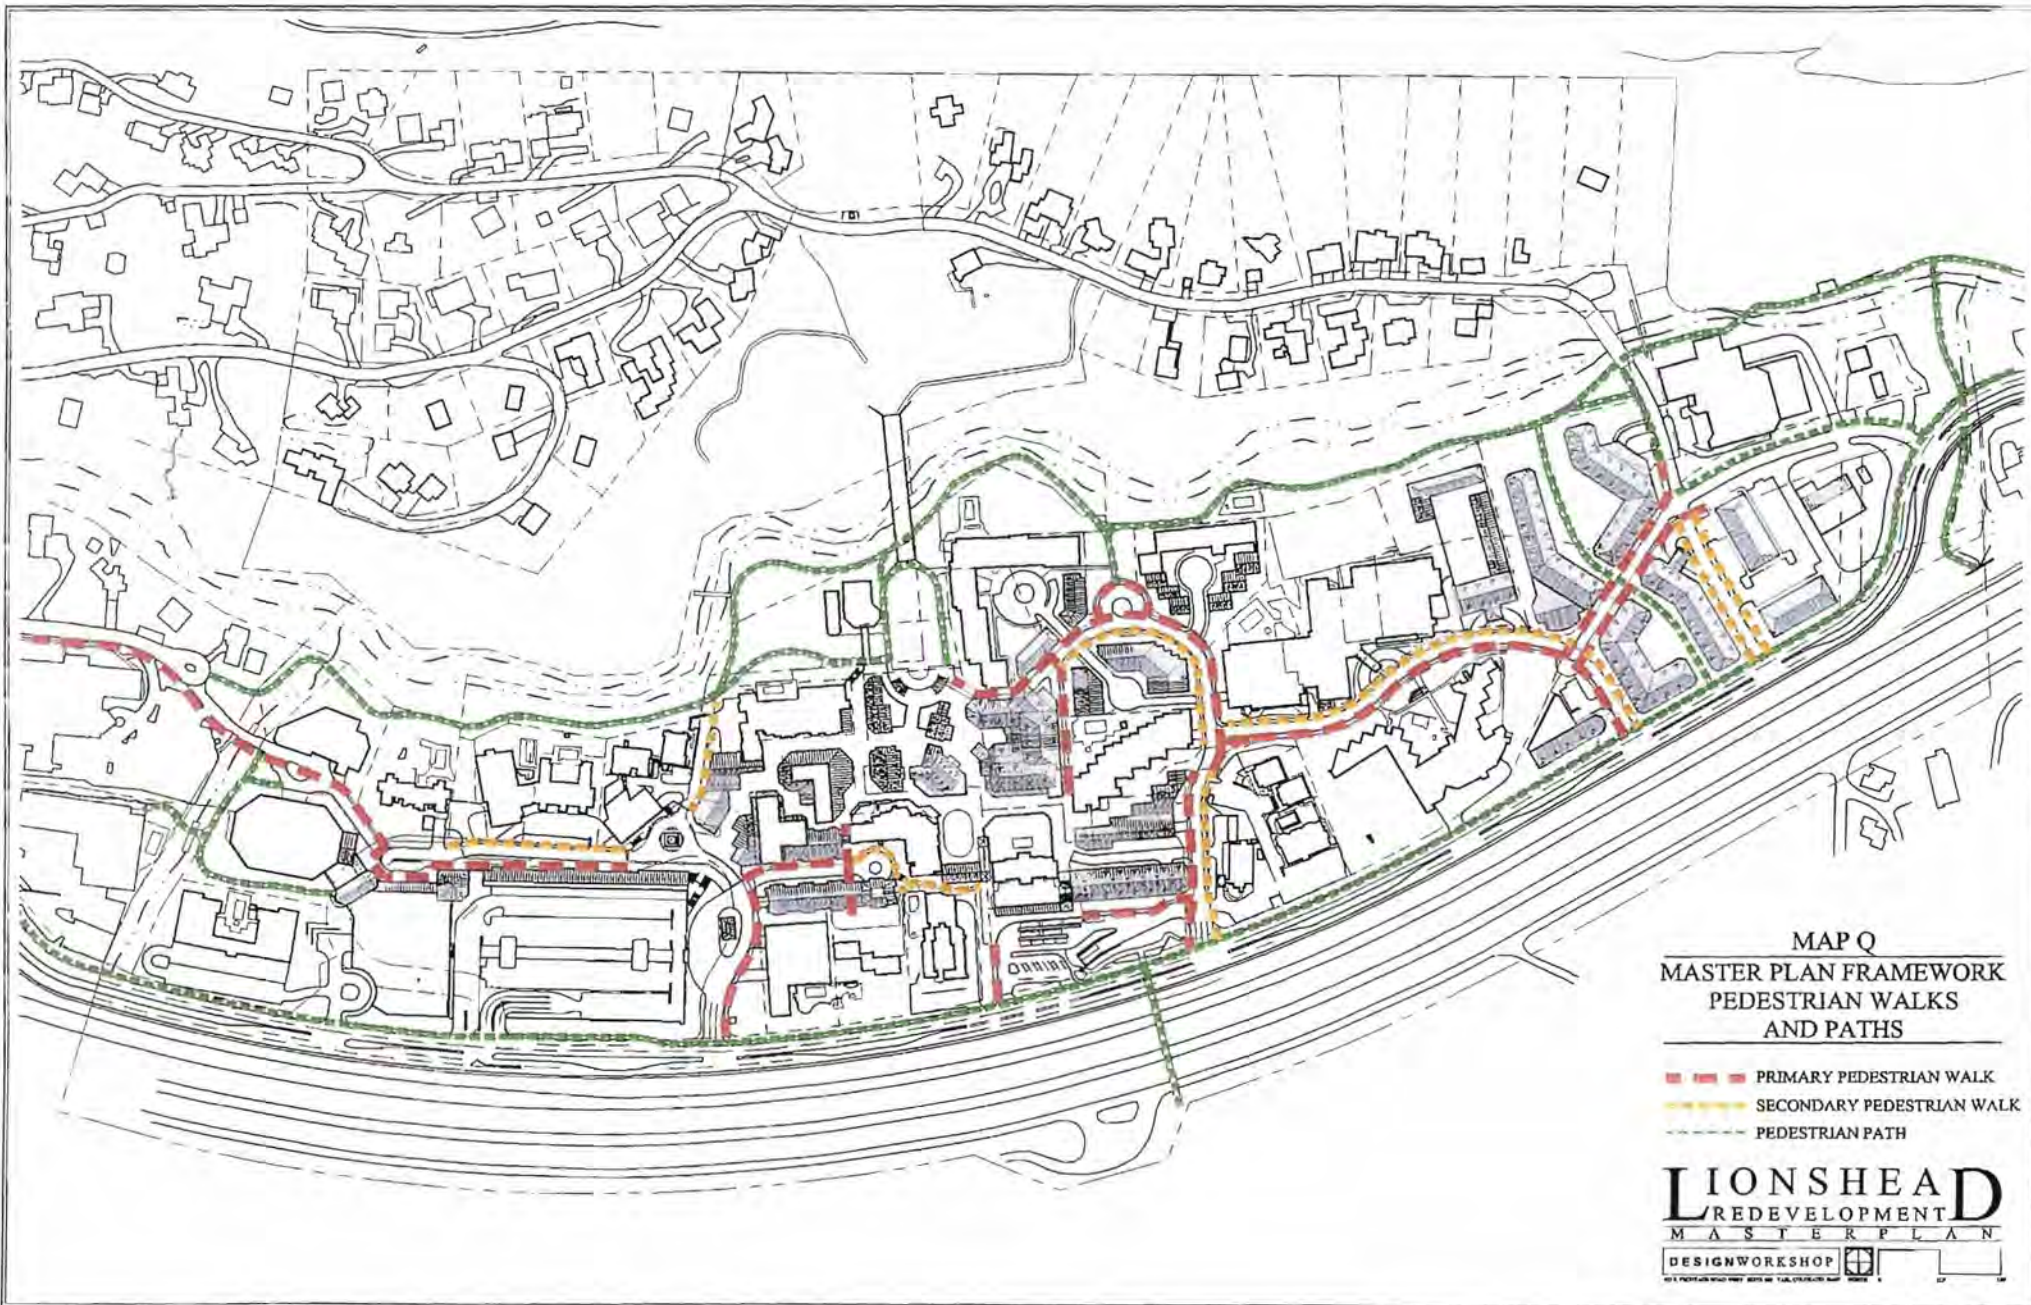 MAP Q
MASTER PLAN FRAMEWORK
PEDESTRIAN WALKS
AND PATHS
PRIMARY PEDESTRIAN WALK
SECONDARY PEDESTRIAN WALK
PEDESTRIAN PATH
LIONSHEAD
REDEVELOPMENT
MASTERPLAN
DESIGNWORKSHOP
NORTH